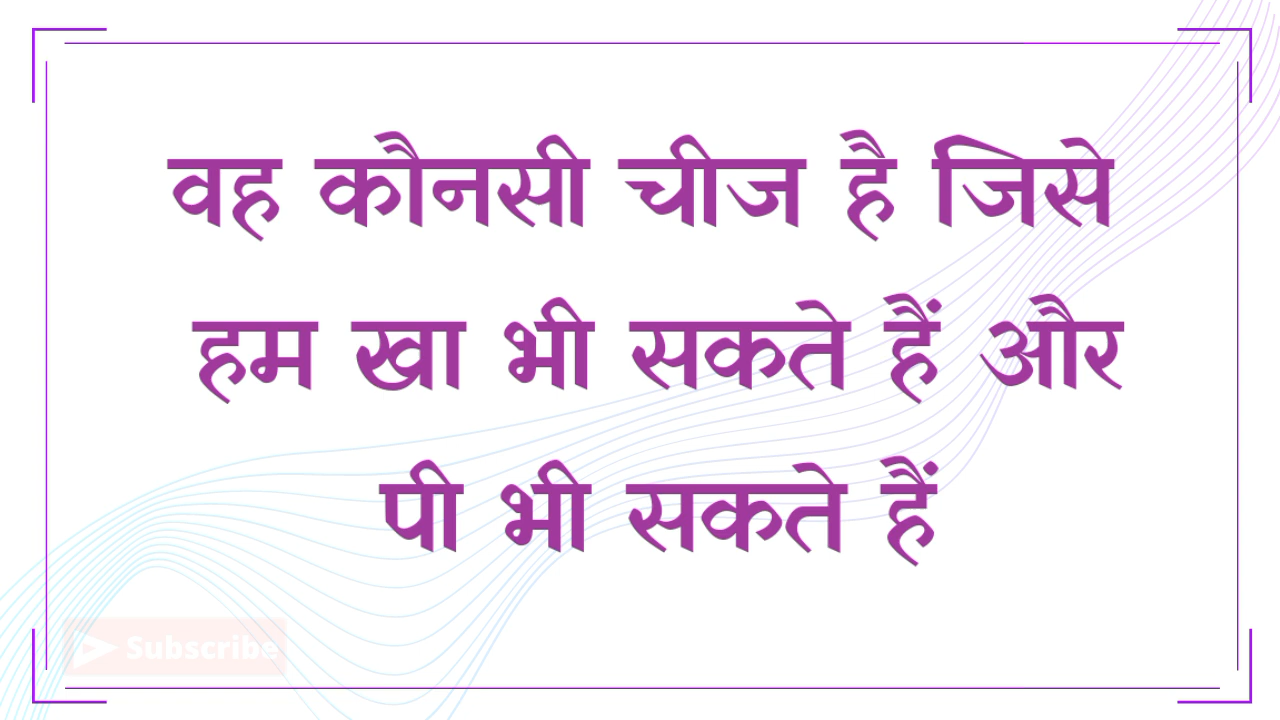 वह कौनसी चीज है जिसे
हम खा भी सकते हैं और
पी भी सकते हैं
Subscribe